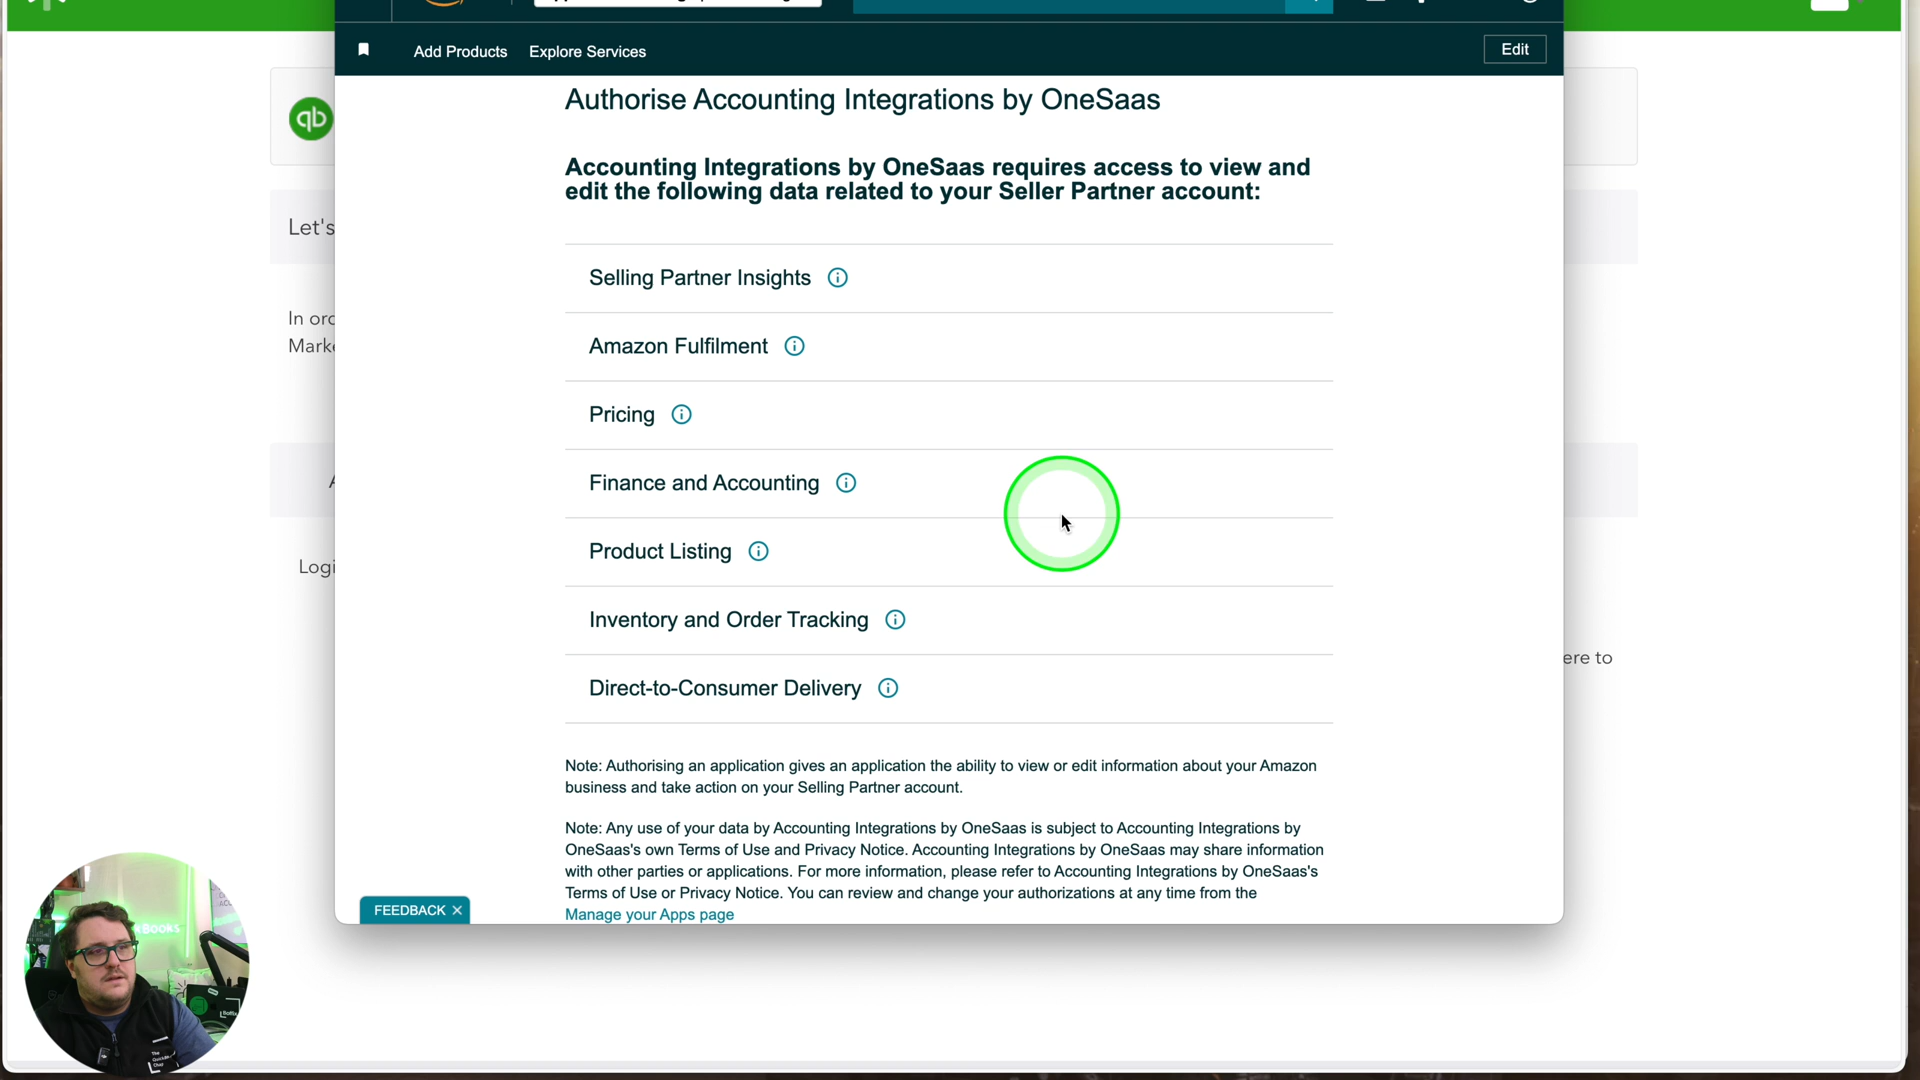 Add Products Explore Services Edit
Authorise Accounting Integrations by OneSaas
qb
Accounting Integrations by OneSaas requires access to view and
edit the following data related to your Seller Partner account:
Let's
Selling Partner Insights
In
Amazon Fulfilment
Pricing
Finance and Accounting
Product Listing
Inventory and Order Tracking
ere to
Direct-to-Consumer Delivery
Note: Authorising an application gives an application the ability to view or edit information about your Amazon
business and take action on your Selling Partner account.
Note: Any use of your data by Accounting Integrations by OneSaas is subject to Accounting Integrations by
OneSaas's own Terms of Use and Privacy Notice. Accounting Integrations by OneSaas may share information
with other parties or applications. For more information, please refer to Accounting Integrations by OneSaas's
Terms of Use or Privacy Notice. You can review and change your authorizations at any time from the
Manage your Apps page
FEEDBACK ×